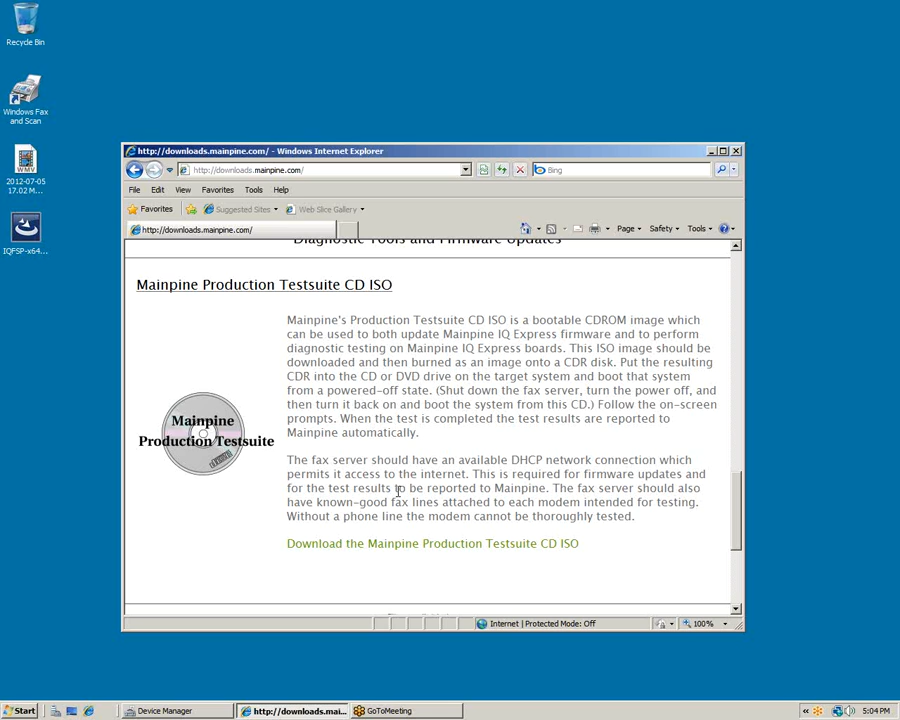 Recycle Bin
Windows Fax
and Scan
2012-07-05
17.02 M...
IQFSP-x64...
http://downloads.mainpine.com/ - Windows Internet Explorer
http://downloads.mainpine.com/
Bing
File Edit View Favorites Tools Help
Favorites Suggested Sites Web Slice Gallery
http://downloads.mainpine.com/
Page Safety Tools
Diagnostic Tools and Firmware Updates
Mainpine Production Testsuite CD ISO
Mainpine's Production Testsuite CD ISO is a bootable CDROM image which
can be used to both update Mainpine IQ Express firmware and to perform
diagnostic testing on Mainpine IQ Express boards. This ISO image should be
downloaded and then burned as an image onto a CDR disk. Put the resulting
CDR into the CD or DVD drive on the target system and boot that system
from a powered-off state. (Shut down the fax server, turn the power off, and
then turn it back on and boot the system from this CD.) Follow the on-screen
prompts. When the test is completed the test results are reported to
Mainpine automatically.
Mainpine
Production Testsuite
The fax server should have an available DHCP network connection which
permits it access to the internet. This is required for firmware updates and
for the test results to be reported to Mainpine. The fax server should also
have known-good fax lines attached to each modem intended for testing.
Without a phone line the modem cannot be thoroughly tested.
Download the Mainpine Production Testsuite CD ISO
Internet | Protected Mode: Off
100%
Start
Device Manager
http://downloads.mai...
GoToMeeting
5:04 PM